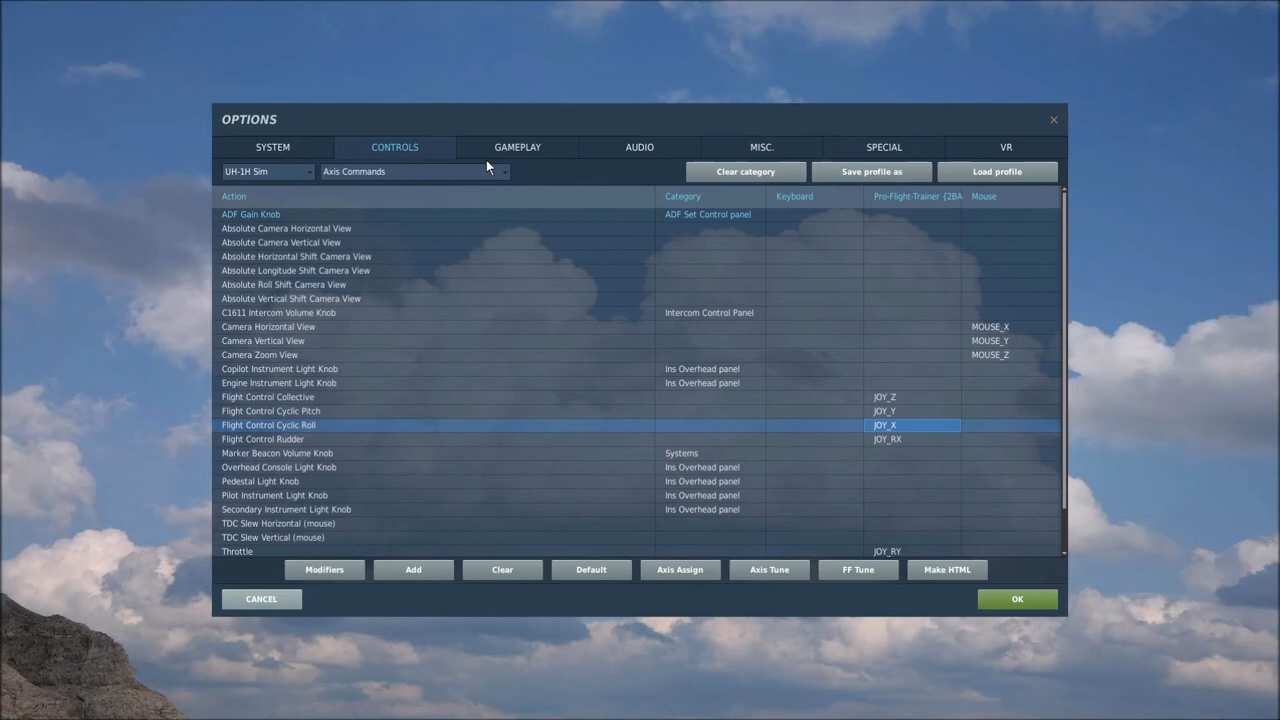 OPTIONS
SYSTEM CONTROLS GAMEPLAY AUDIO MISC. SPECIAL VR
UH-1H Sim Axis Commands Clear category Save profile as Load profile
Action Category Keyboard Pro-Flight-Trainer {2BA Mouse
ADF Gain Knob ADF Set Control panel
Absolute Camera Horizontal View
Absolute Camera Vertical View
Absolute Horizontal Shift Camera View
Absolute Longitude Shift Camera View
Absolute Roll Shift Camera View
Absolute Vertical Shift Camera View
C1611 Intercom Volume Knob Intercom Control Panel
Camera Horizontal View MOUSE_X
Camera Vertical View MOUSE_Y
Camera Zoom View MOUSE_Z
Copilot Instrument Light Knob Ins Overhead panel
Engine Instrument Light Knob Ins Overhead panel
Flight Control Collective JOY_Z
Flight Control Cyclic Pitch JOY_Y
Flight Control Cyclic Roll JOY_X
Flight Control Rudder JOY_RX
Marker Beacon Volume Knob Systems
Overhead Console Light Knob Ins Overhead panel
Pedestal Light Knob Ins Overhead panel
Pilot Instrument Light Knob Ins Overhead panel
Secondary Instrument Light Knob Ins Overhead panel
TDC Slew Horizontal (mouse)
TDC Slew Vertical (mouse)
Throttle JOY_RY
Modifiers Add Clear Default Axis Assign Axis Tune FF Tune Make HTML
CANCEL OK